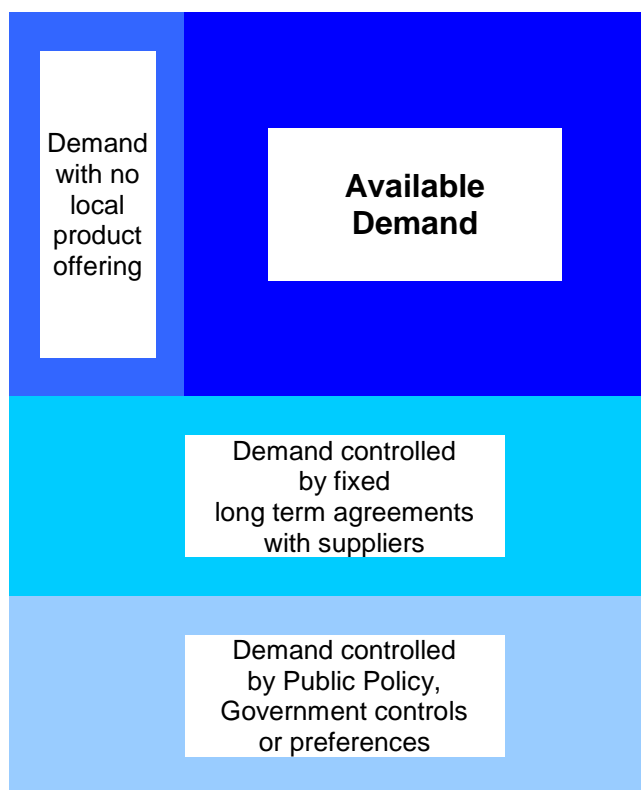 Demand
with no
local
product
offering
Available
Demand
Demand controlled
by fixed
long term agreements
with suppliers
Demand controlled
by Public Policy,
Government controls
or preferences